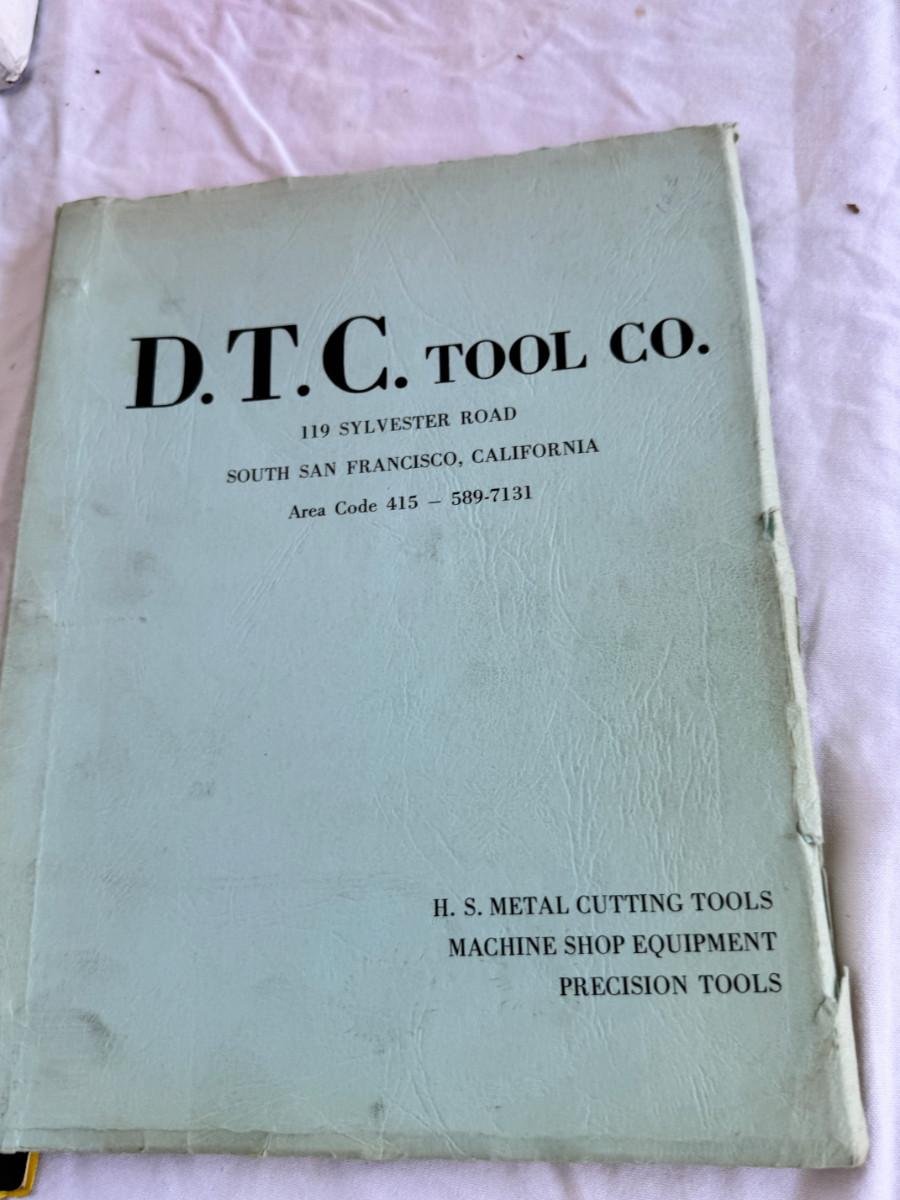 D.T.C. TOOL CO.
119 SYLVESTER ROAD
SOUTH SAN FRANCISCO, CALIFORNIA
Area Code 415 – 589-7131
H. S. METAL CUTTING TOOLS
MACHINE SHOP EQUIPMENT
PRECISION TOOLS